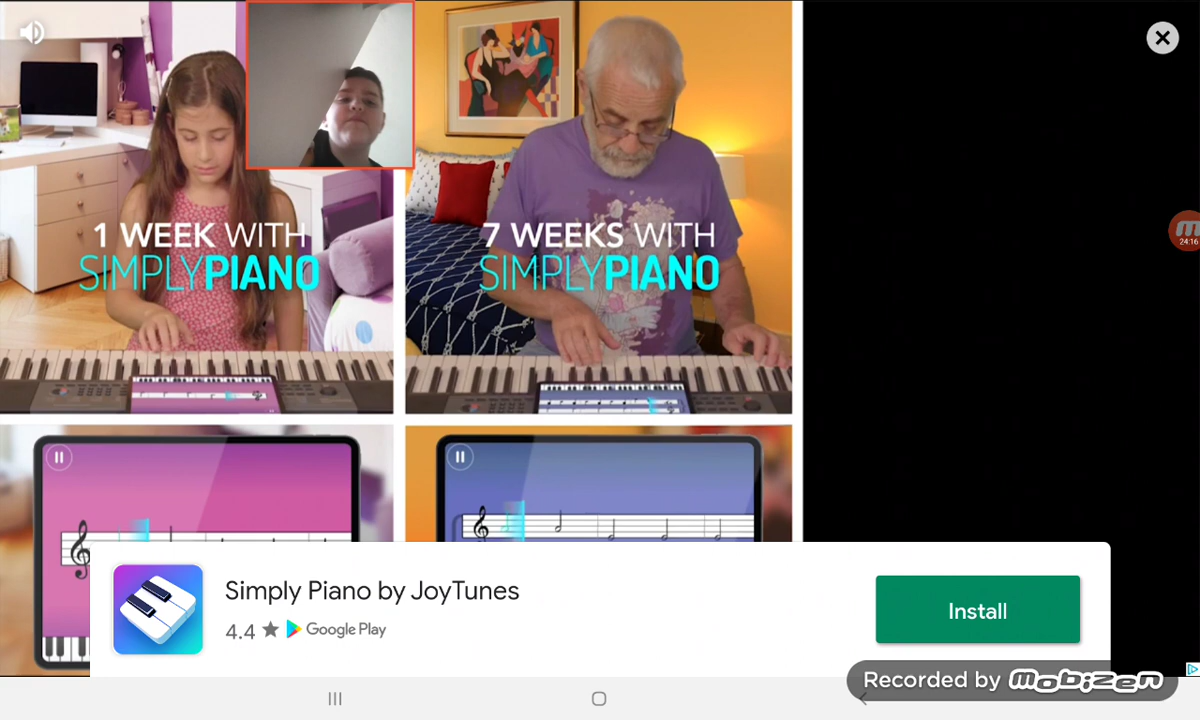 1 WEEK WITH
SIMPLYPIANO
7 WEEKS WITH
SIMPLYPIANO
24:16
Simply Piano by JoyTunes
4.4 ★ Google Play
Install
Recorded by mobizen